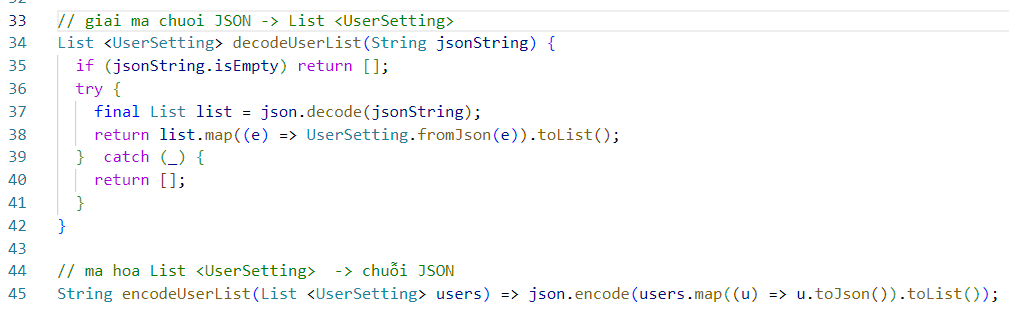 33 // giai ma chuoi JSON -> List <UserSetting>
34 List <UserSetting> decodeUserList(String jsonString) {
35 if (jsonString.isEmpty) return [];
36 try {
37 final List list = json.decode(jsonString);
38 return list.map((e) => UserSetting.fromJson(e)).toList();
39 }  catch (_) {
40 return [];
41 }
42 }
43
44 // ma hoa List <UserSetting>  -> chuỗi JSON
45 String encodeUserList(List <UserSetting> users) => json.encode(users.map((u) => u.toJson()).toList());